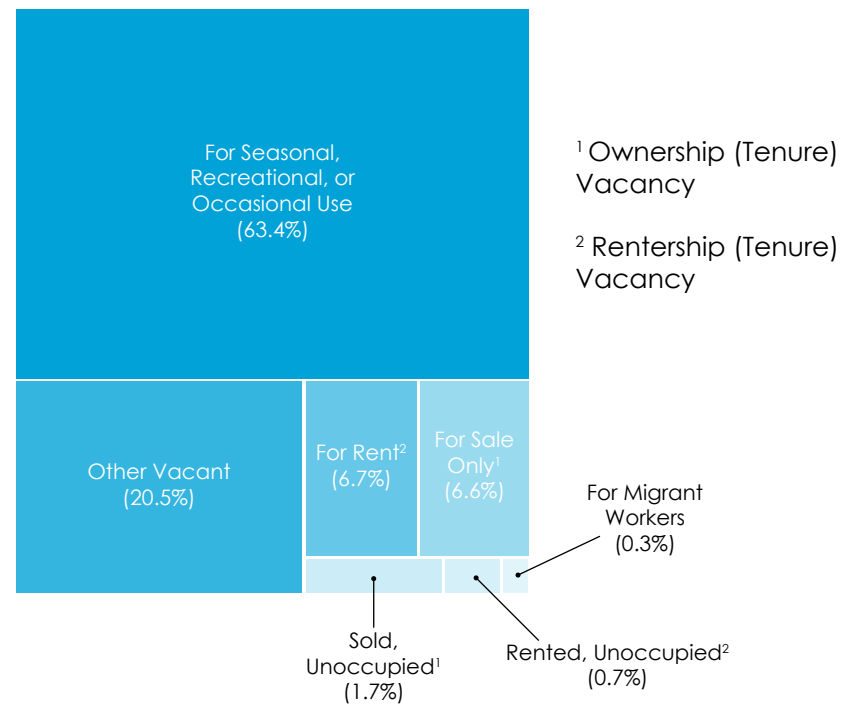 For Seasonal,
Recreational, or
Occasional Use
(63.4%)
¹ Ownership (Tenure)
Vacancy
² Rentership (Tenure)
Vacancy
Other Vacant
(20.5%)
For Rent²
(6.7%)
For Sale
Only¹
(6.6%)
For Migrant
Workers
(0.3%)
Sold,
Unoccupied¹
(1.7%)
Rented, Unoccupied²
(0.7%)